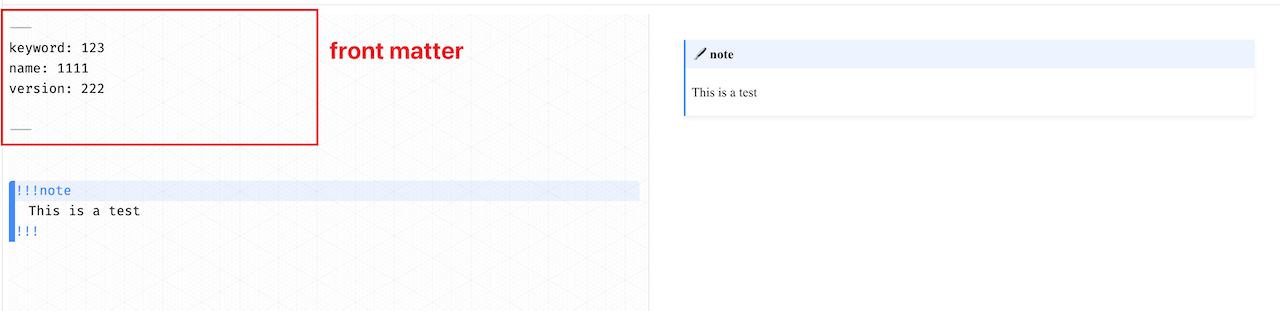 ———
keyword: 123
name: 1111
version: 222
———
front matter
!!!note
This is a test
!!!
note
This is a test